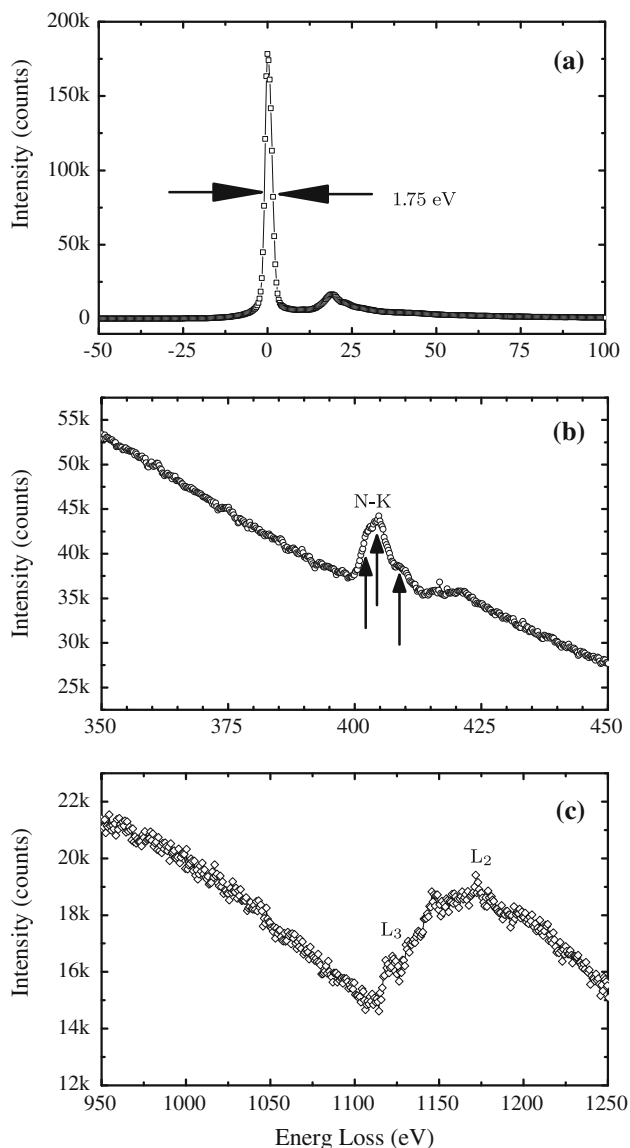 200k
(a)
150k
Intensity (counts)
100k
1.75 eV
50k
0
-50 -25 0 25 50 75 100
55k
(b)
50k
N-K
45k
Intensity (counts)
40k
35k
30k
25k
350 375 400 425 450
22k
(c)
20k
L2
Intensity (counts)
18k
L3
16k
14k
12k
950 1000 1050 1100 1150 1200 1250
Energ Loss (eV)